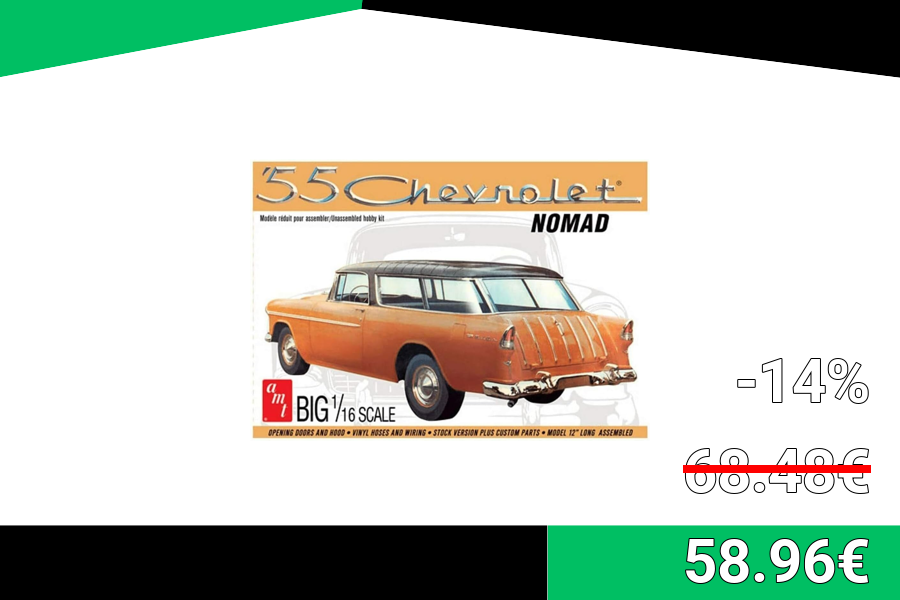 '55 Chevrolet®
Modèle réduit pour assembler/Unassembled hobby kit
NOMAD
amt
BIG 1/16 SCALE
OPENING DOORS AND HOOD • VINYL HOSES AND WIRING • STOCK VERSION PLUS CUSTOM PARTS • MODEL 12" LONG ASSEMBLED
-14%
68.48€
58.96€